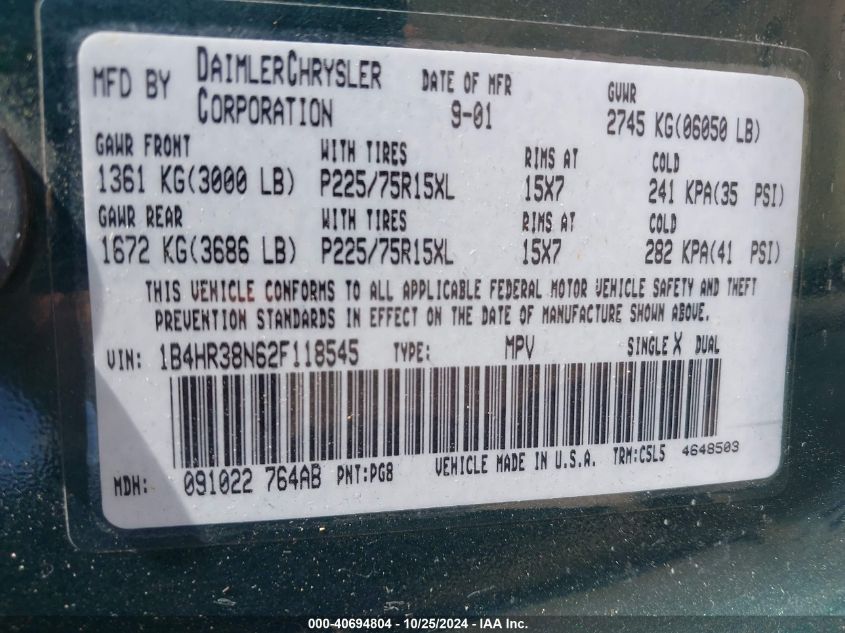 MFD BY DAIMLERCHRYSLER CORPORATION DATE OF MFR 9-01 GVWR 2745 KG(06050 LB)
GAWR FRONT WITH TIRES RIMS AT COLD
1361 KG(3000 LB) P225/75R15XL 15X7 241 KPA(35 PSI)
GAWR REAR WITH TIRES RIMS AT COLD
1672 KG(3686 LB) P225/75R15XL 15X7 282 KPA(41 PSI)
THIS VEHICLE CONFORMS TO ALL APPLICABLE FEDERAL MOTOR VEHICLE SAFETY AND THEFT
PREVENTION STANDARDS IN EFFECT ON THE DATE OF MANUFACTURE SHOWN ABOVE.
VIN: 1B4HR38N62F118545 TYPE: MPV SINGLE X DUAL
MDH: 091022 764AB PNT:PG8 VEHICLE MADE IN U.S.A. TRM:C5L5 4648503
000-40694804 - 10/25/2024 - IAAI.com